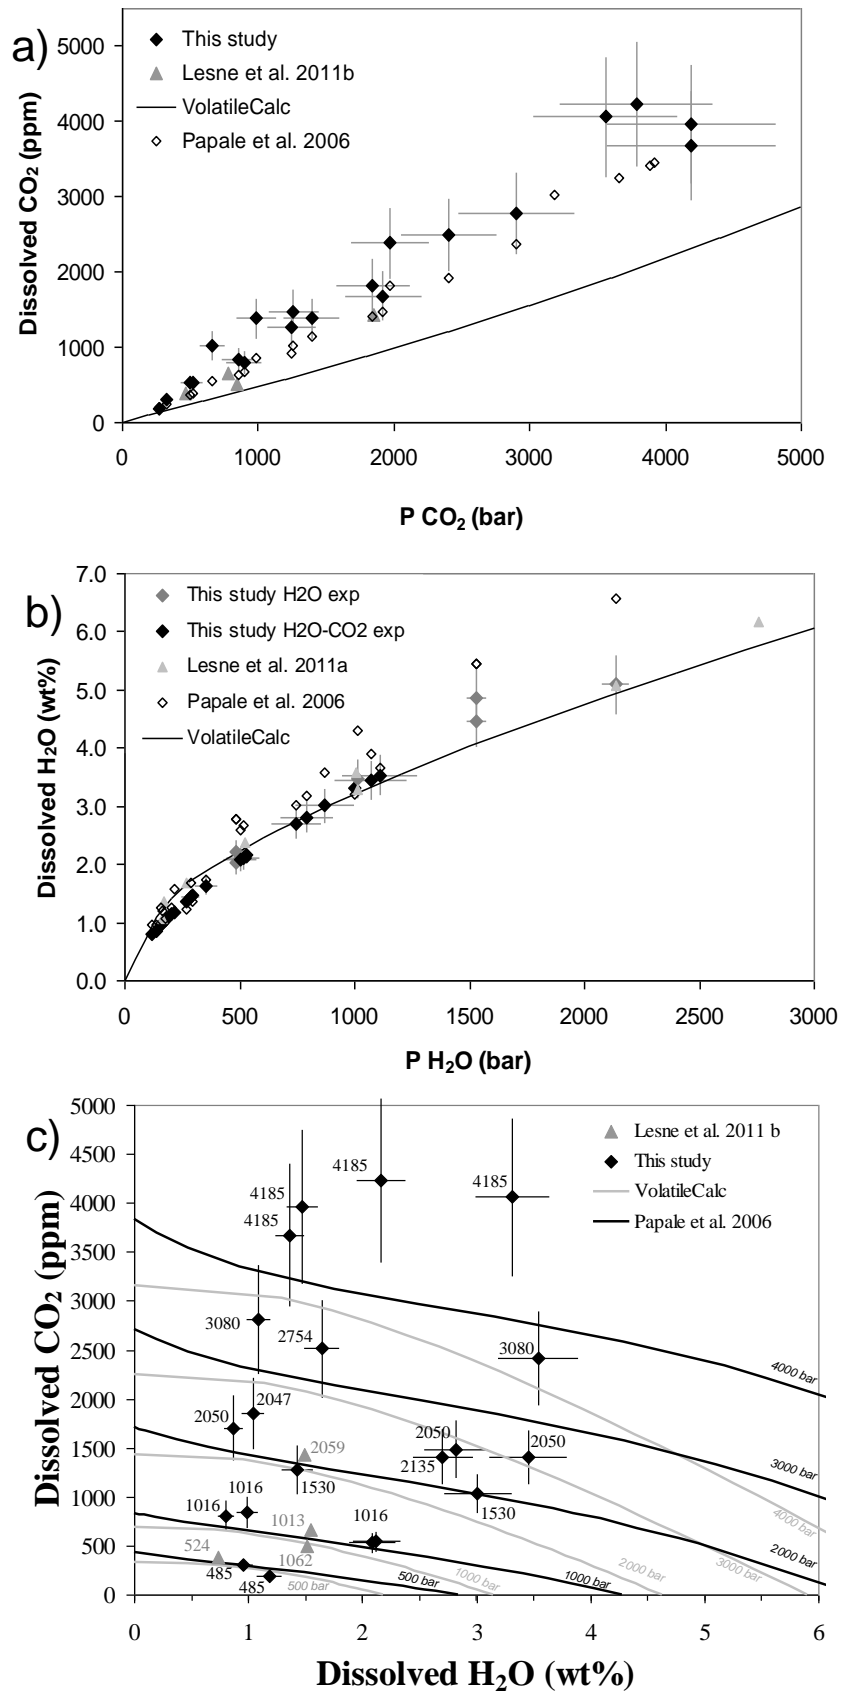 a)
This study
Lesne et al. 2011b
VolatileCalc
Papale et al. 2006
Dissolved CO2 (ppm)
5000
4000
3000
2000
1000
0
0 1000 2000 3000 4000 5000
P CO2 (bar)
b)
This study H2O exp
This study H2O-CO2 exp
Lesne et al. 2011a
Papale et al. 2006
VolatileCalc
Dissolved H2O (wt%)
7.0
6.0
5.0
4.0
3.0
2.0
1.0
0.0
0 500 1000 1500 2000 2500 3000
P H2O (bar)
c)
Lesne et al. 2011 b
This study
VolatileCalc
Papale et al. 2006
Dissolved CO2 (ppm)
5000
4500
4000
3500
3000
2500
2000
1500
1000
500
0
4185
4185
4185
4185
3080
2754
3080
2050
2047
2059
2050
2050
2135
1530
1530
1016
1016
1013
1016
524
1062
485
485
4000 bar
3000 bar
2000 bar
1000 bar
500 bar
4000 bar
3000 bar
2000 bar
1000 bar
500 bar
0 1 2 3 4 5 6
Dissolved H2O (wt%)